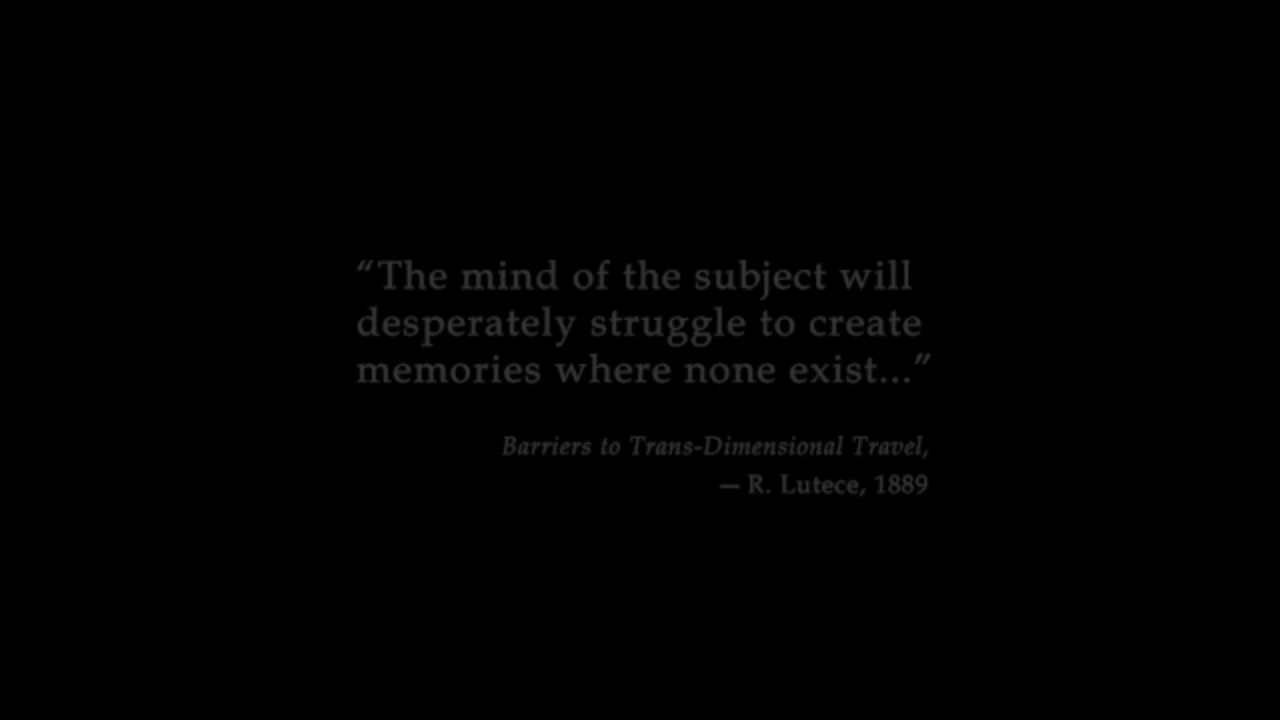 “The mind of the subject will
desperately struggle to create
memories where none exist...”
Barriers to Trans-Dimensional Travel,
— R. Lutece, 1889